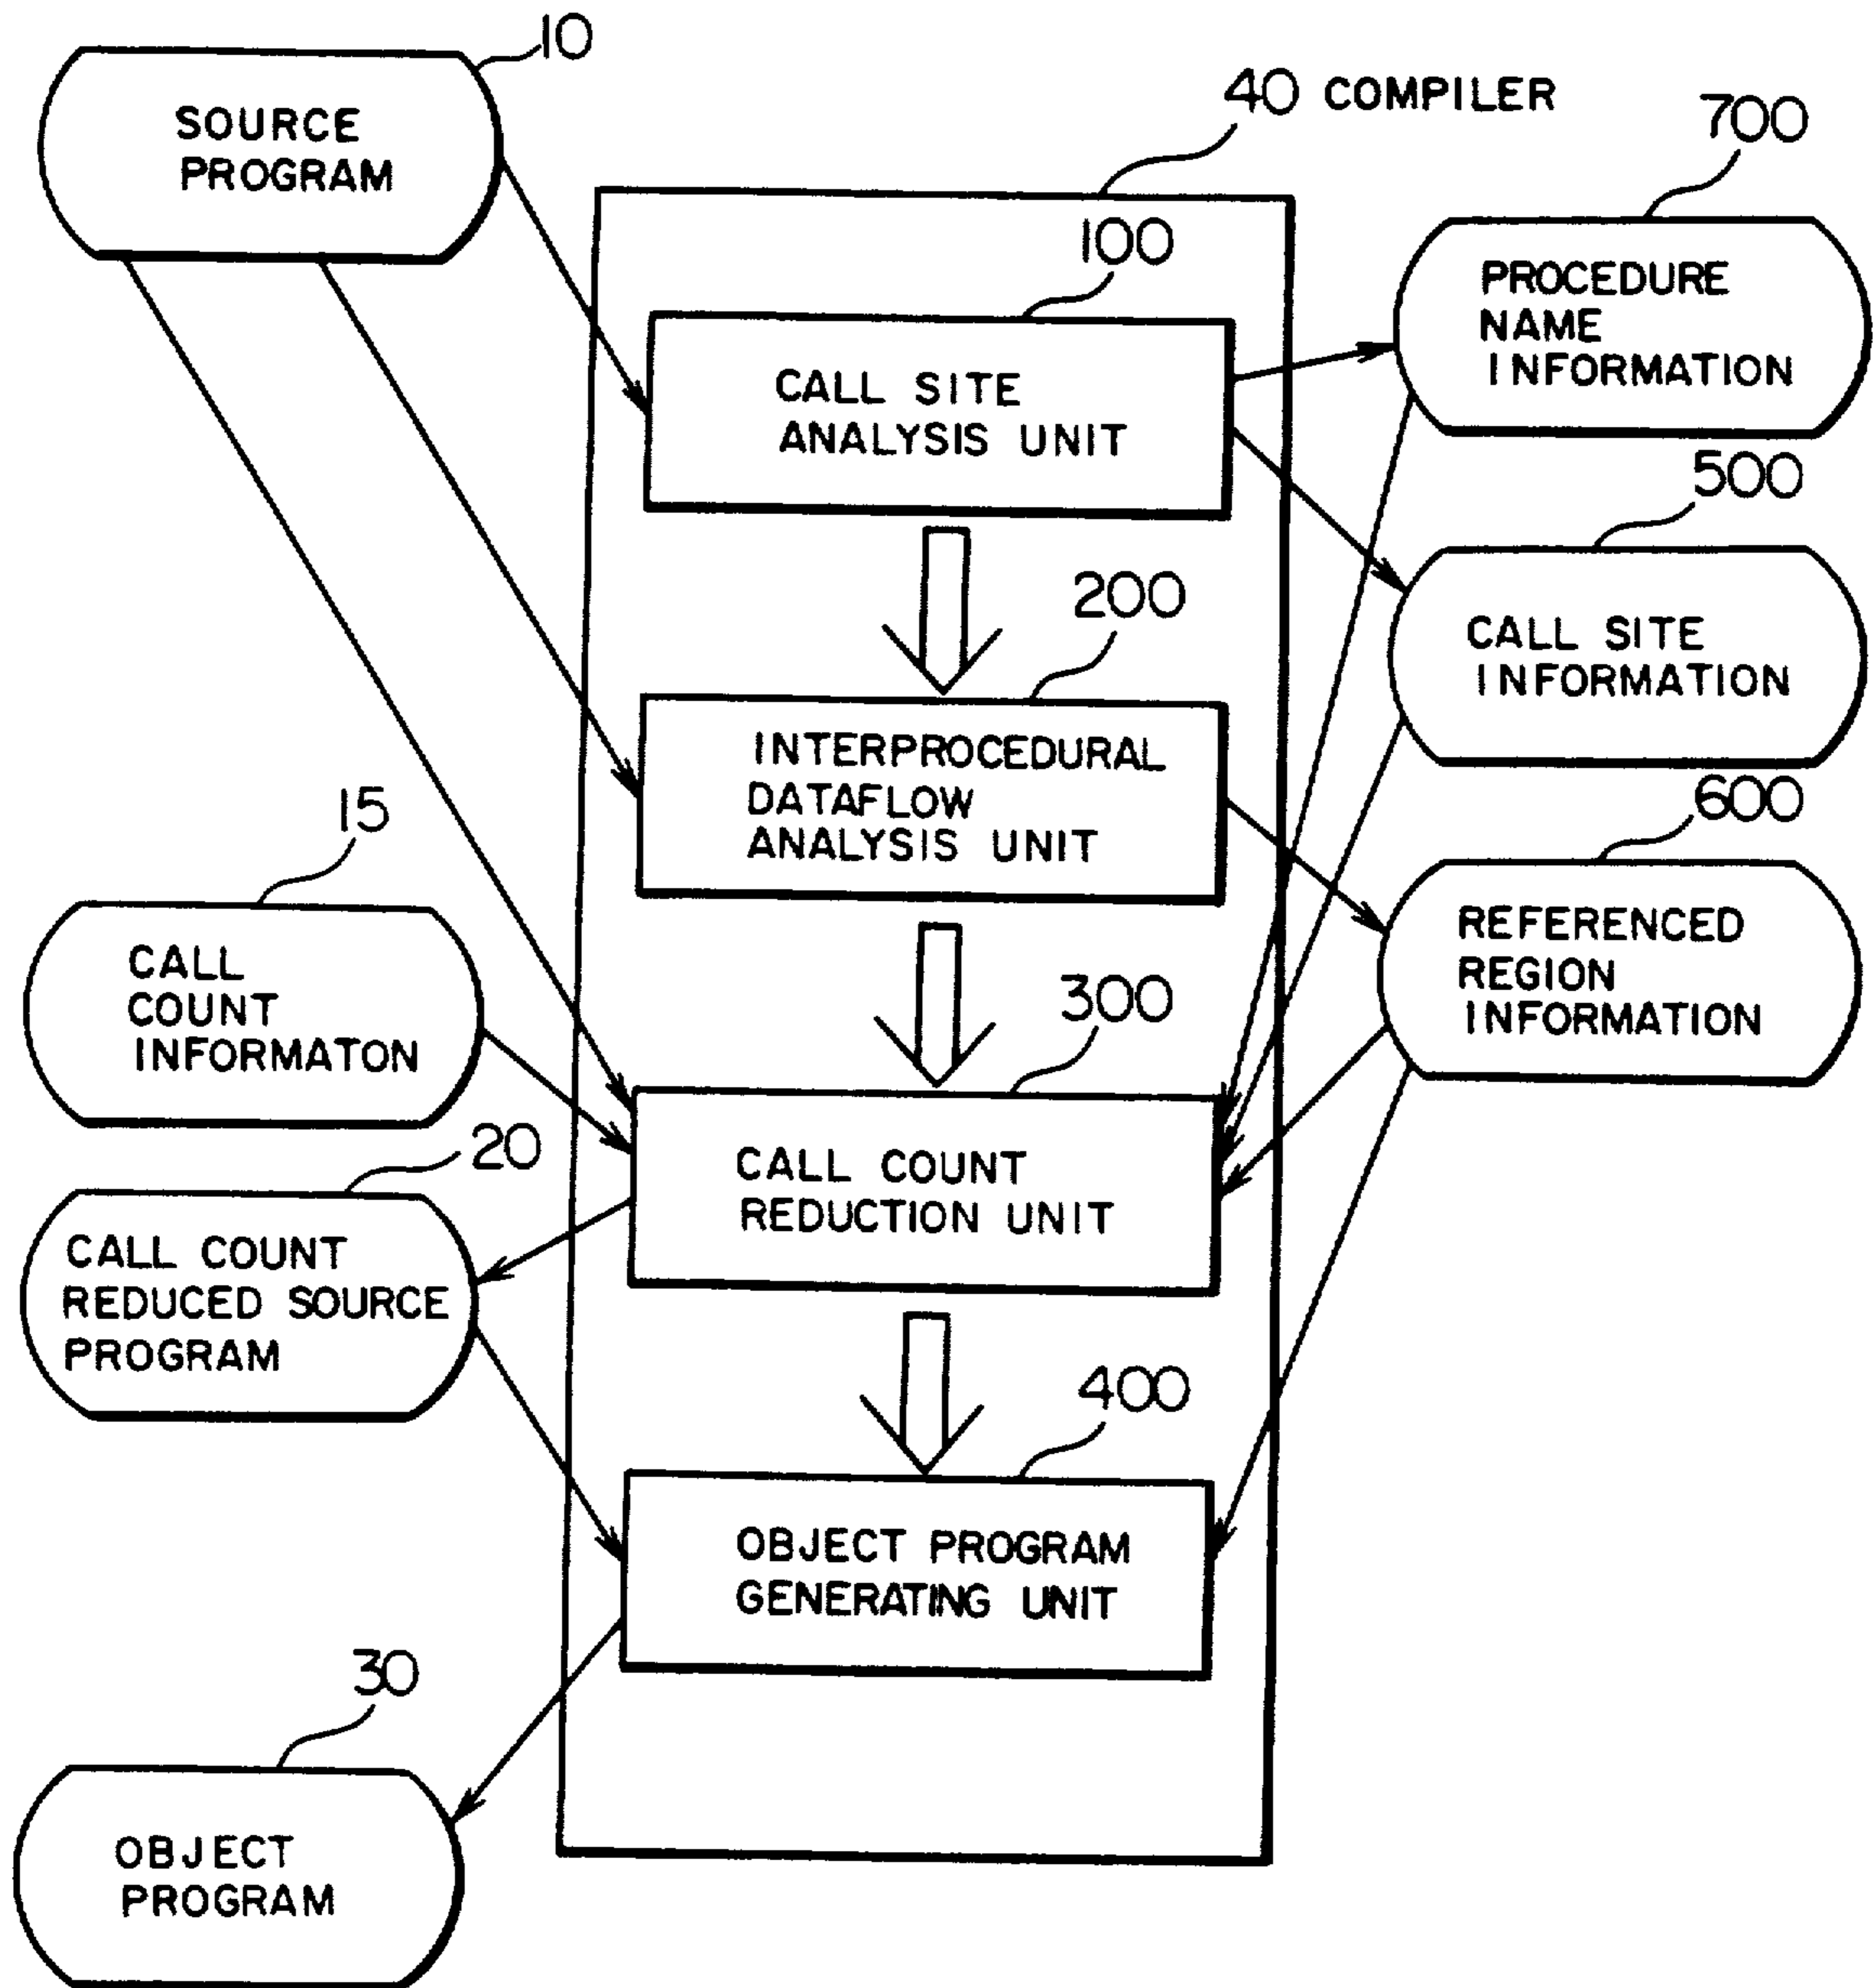 10
SOURCE
PROGRAM
40 COMPILER
700
100
PROCEDURE
NAME
INFORMATION
CALL SITE
ANALYSIS UNIT
500
200
CALL SITE
INFORMATION
INTERPROCEDURAL
DATAFLOW
ANALYSIS UNIT
15
600
CALL
COUNT
INFORMATON
300
REFERENCED
REGION
INFORMATION
20
CALL COUNT
REDUCTION UNIT
CALL COUNT
REDUCED SOURCE
PROGRAM
400
OBJECT PROGRAM
GENERATING UNIT
30
OBJECT
PROGRAM